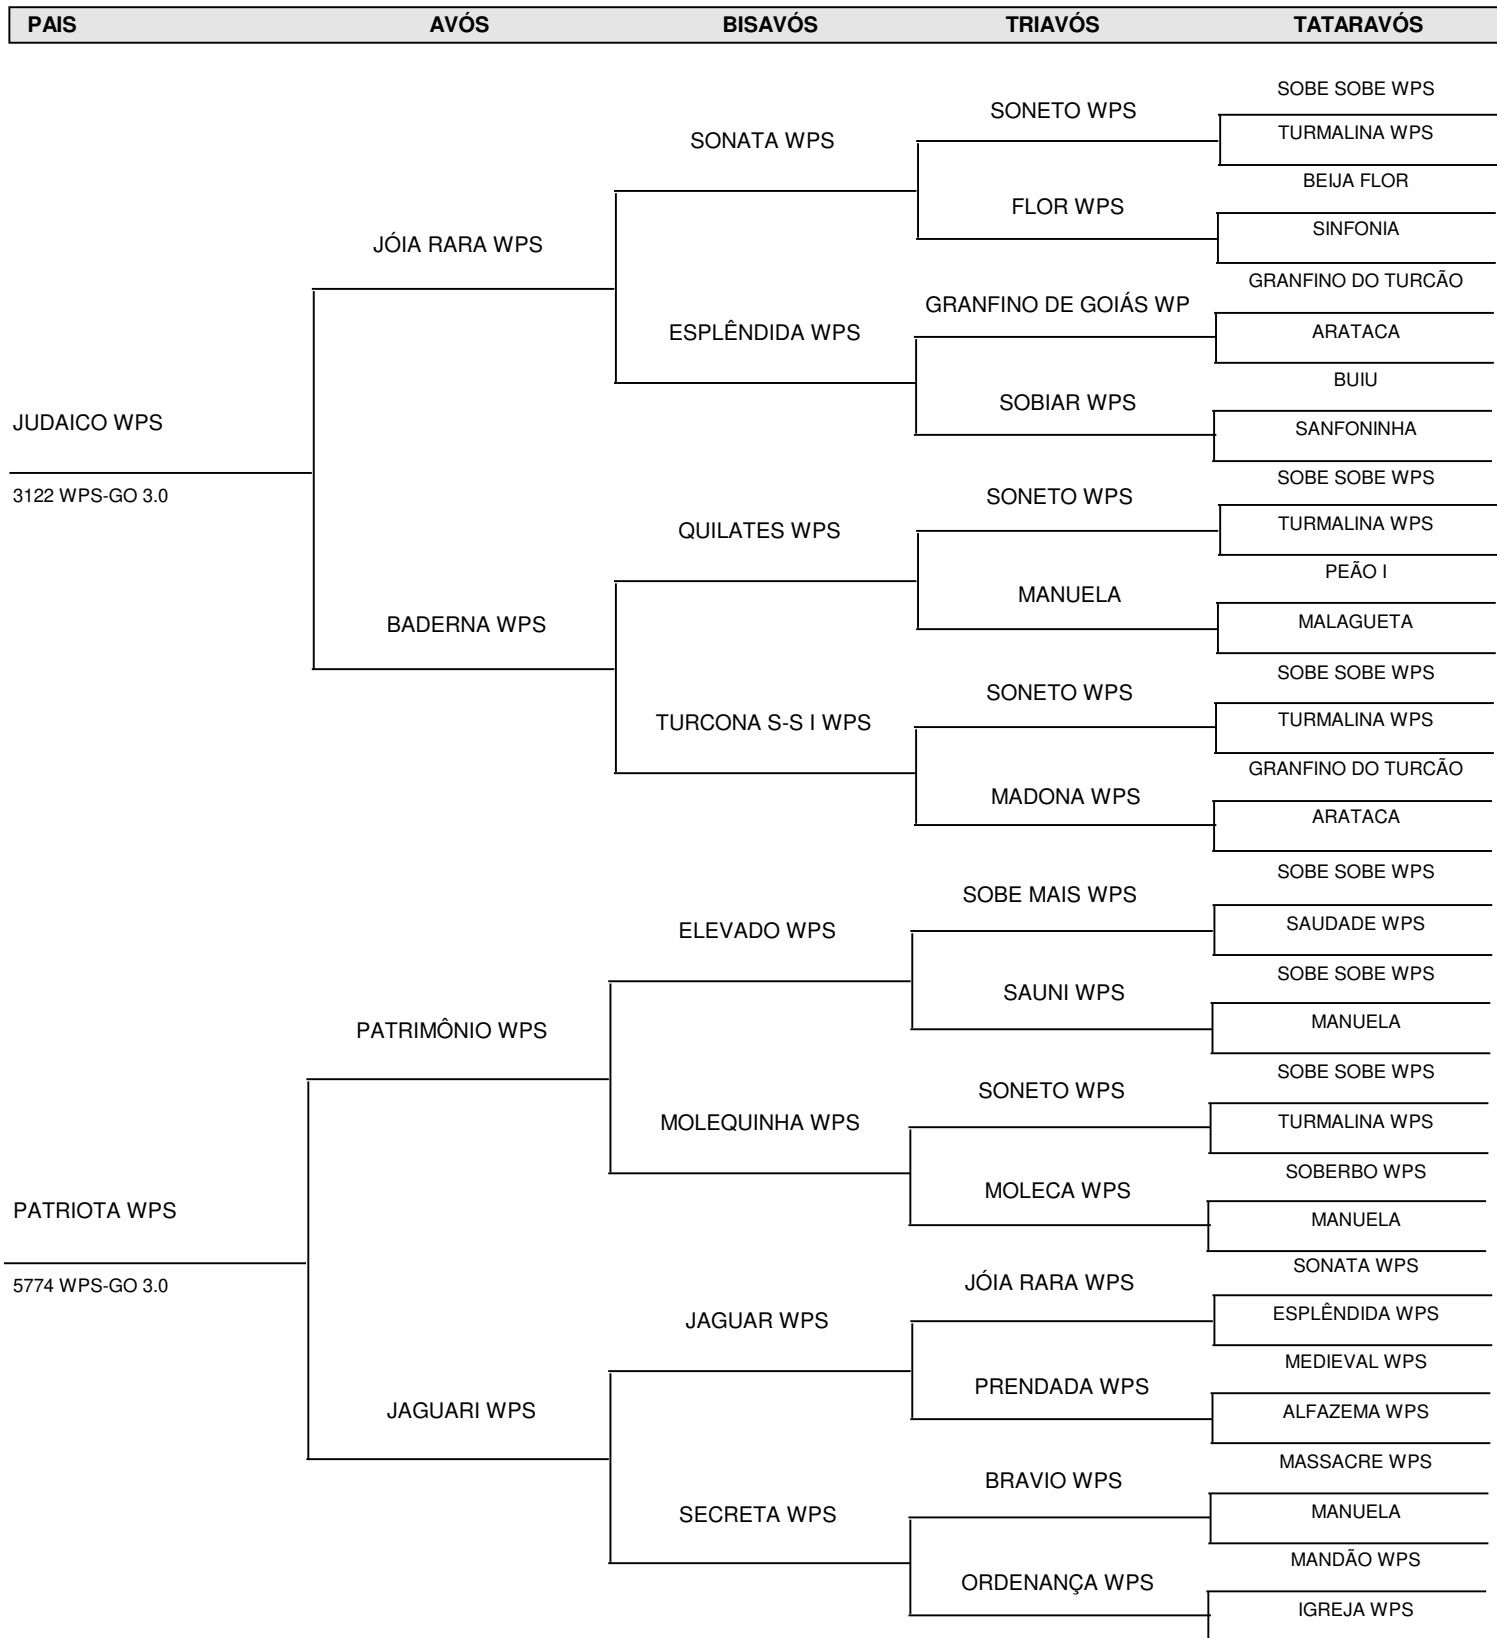 PAIS AVÓS BISAVÓS TRIAVÓS TATARAVÓS
SOBE SOBE WPS
SONETO WPS
TURMALINA WPS
SONATA WPS
BEIJA FLOR
FLOR WPS
SINFONIA
JÓIA RARA WPS
GRANFINO DO TURCÃO
GRANFINO DE GOIÁS WP
ARATACA
ESPLÊNDIDA WPS
BUIU
SOBIAR WPS
JUDAICO WPS
SANFONINHA
SOBE SOBE WPS
3122 WPS-GO 3.0
SONETO WPS
TURMALINA WPS
QUILATES WPS
PEÃO I
MANUELA
MALAGUETA
BADERNA WPS
SOBE SOBE WPS
SONETO WPS
TURMALINA WPS
TURCONA S-S I WPS
GRANFINO DO TURCÃO
MADONA WPS
ARATACA
SOBE SOBE WPS
SOBE MAIS WPS
SAUDADE WPS
ELEVADO WPS
SOBE SOBE WPS
SAUNI WPS
MANUELA
PATRIMÔNIO WPS
SOBE SOBE WPS
SONETO WPS
TURMALINA WPS
MOLEQUINHA WPS
SOBERBO WPS
MOLECA WPS
PATRIOTA WPS
MANUELA
SONATA WPS
5774 WPS-GO 3.0
JÓIA RARA WPS
ESPLÊNDIDA WPS
JAGUAR WPS
MEDIEVAL WPS
PRENDADA WPS
JAGUARI WPS
ALFAZEMA WPS
MASSACRE WPS
BRAVIO WPS
MANUELA
SECRETA WPS
MANDÃO WPS
ORDENANÇA WPS
IGREJA WPS